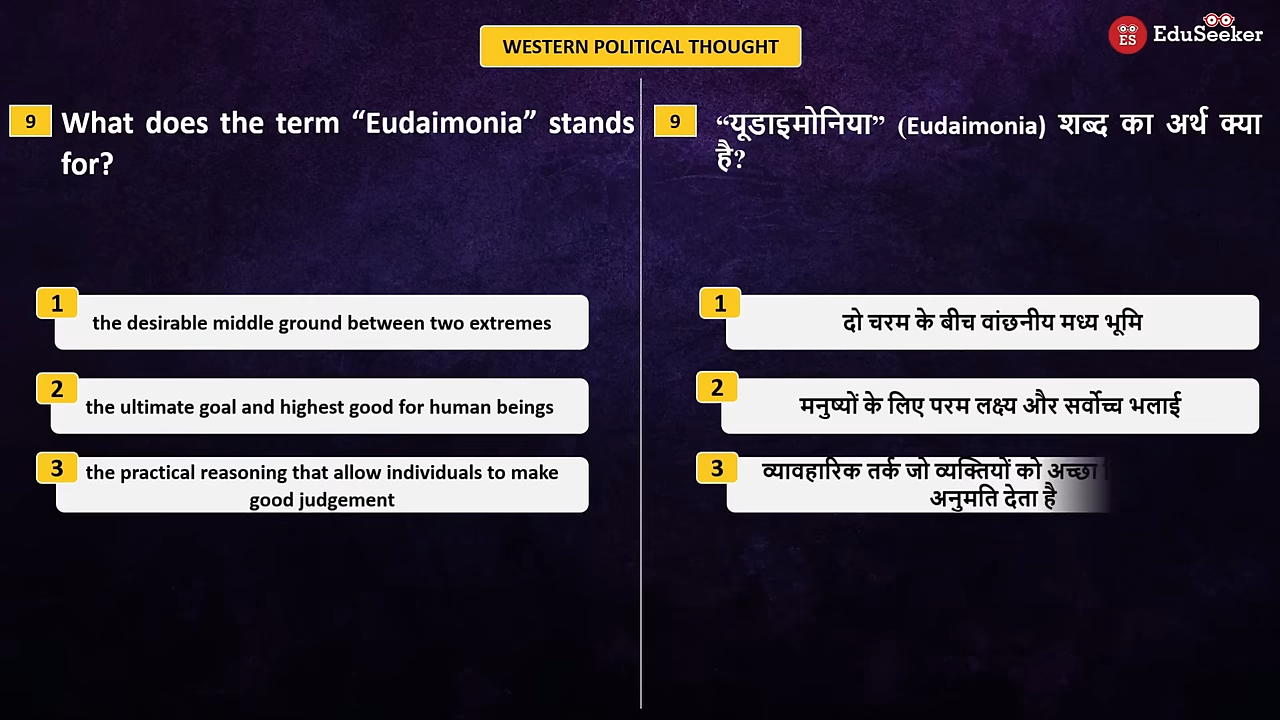 WESTERN POLITICAL THOUGHT
ES EduSeeker
9
What does the term “Eudaimonia” stands
for?
1
the desirable middle ground between two extremes
2
the ultimate goal and highest good for human beings
3
the practical reasoning that allow individuals to make
good judgement
9
“यूडाइमोनिया” (Eudaimonia) शब्द का अर्थ क्या
है?
1
दो चरम के बीच वांछनीय मध्य भूमि
2
मनुष्यों के लिए परम लक्ष्य और सर्वोच्च भलाई
3
व्यावहारिक तर्क जो व्यक्तियों को अच्छा
अनुमति देता है